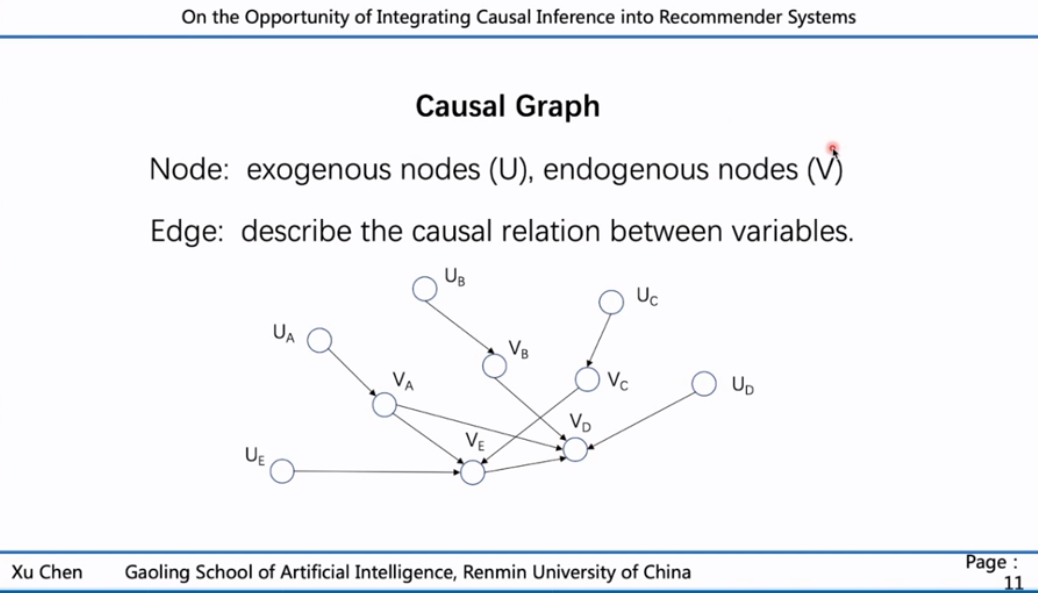 On the Opportunity of Integrating Causal Inference into Recommender Systems
Causal Graph
Node: exogenous nodes (U), endogenous nodes (V)
Edge: describe the causal relation between variables.
U_B
U_C
U_A
V_B
V_A
V_C
U_D
V_D
V_E
U_E
Xu Chen
Gaoling School of Artificial Intelligence, Renmin University of China
Page :
11